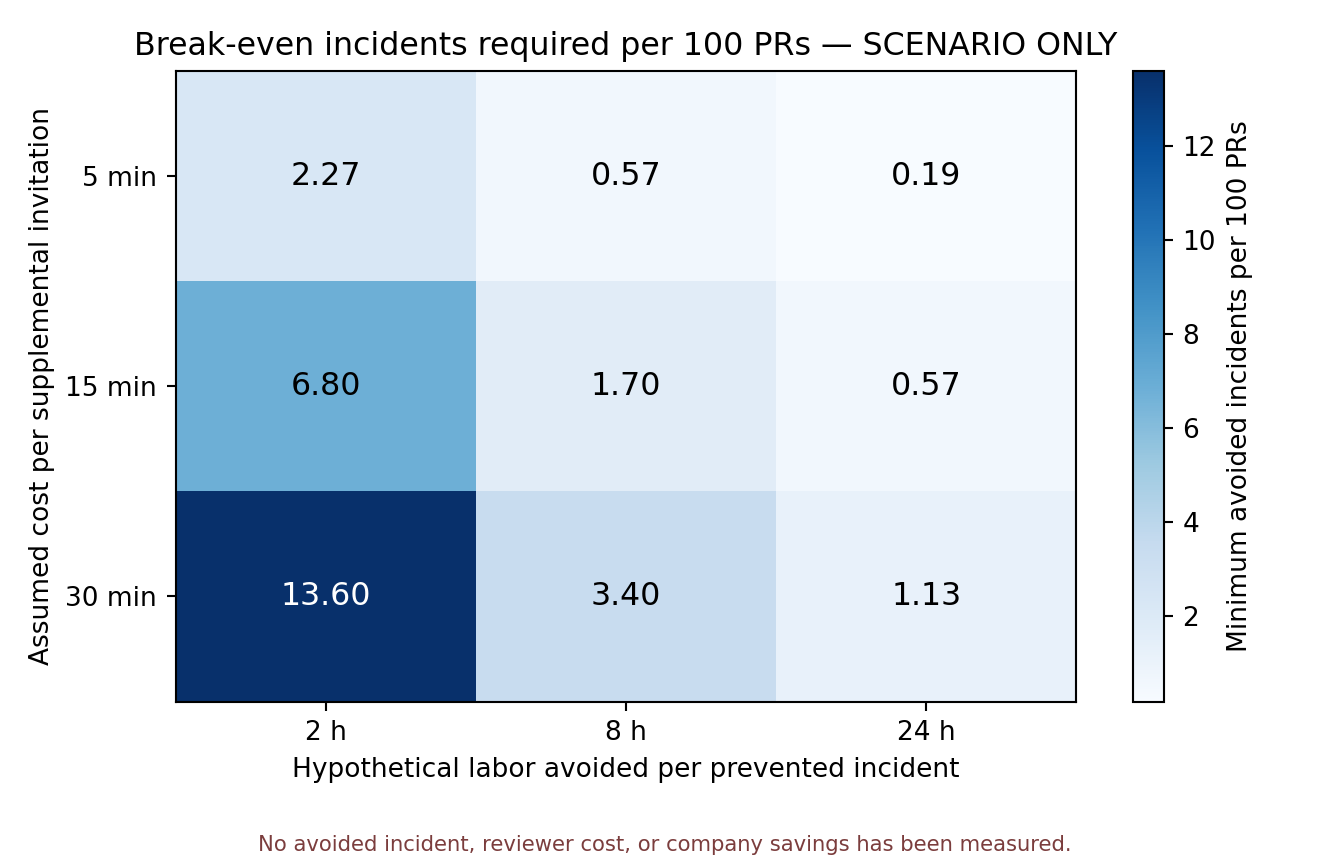 Break-even incidents required per 100 PRs — SCENARIO ONLY
Assumed cost per supplemental invitation
5 min
2.27
0.57
0.19
15 min
6.80
1.70
0.57
30 min
13.60
3.40
1.13
2 h
8 h
24 h
Hypothetical labor avoided per prevented incident
12
10
8
6
4
2
Minimum avoided incidents per 100 PRs
No avoided incident, reviewer cost, or company savings has been measured.